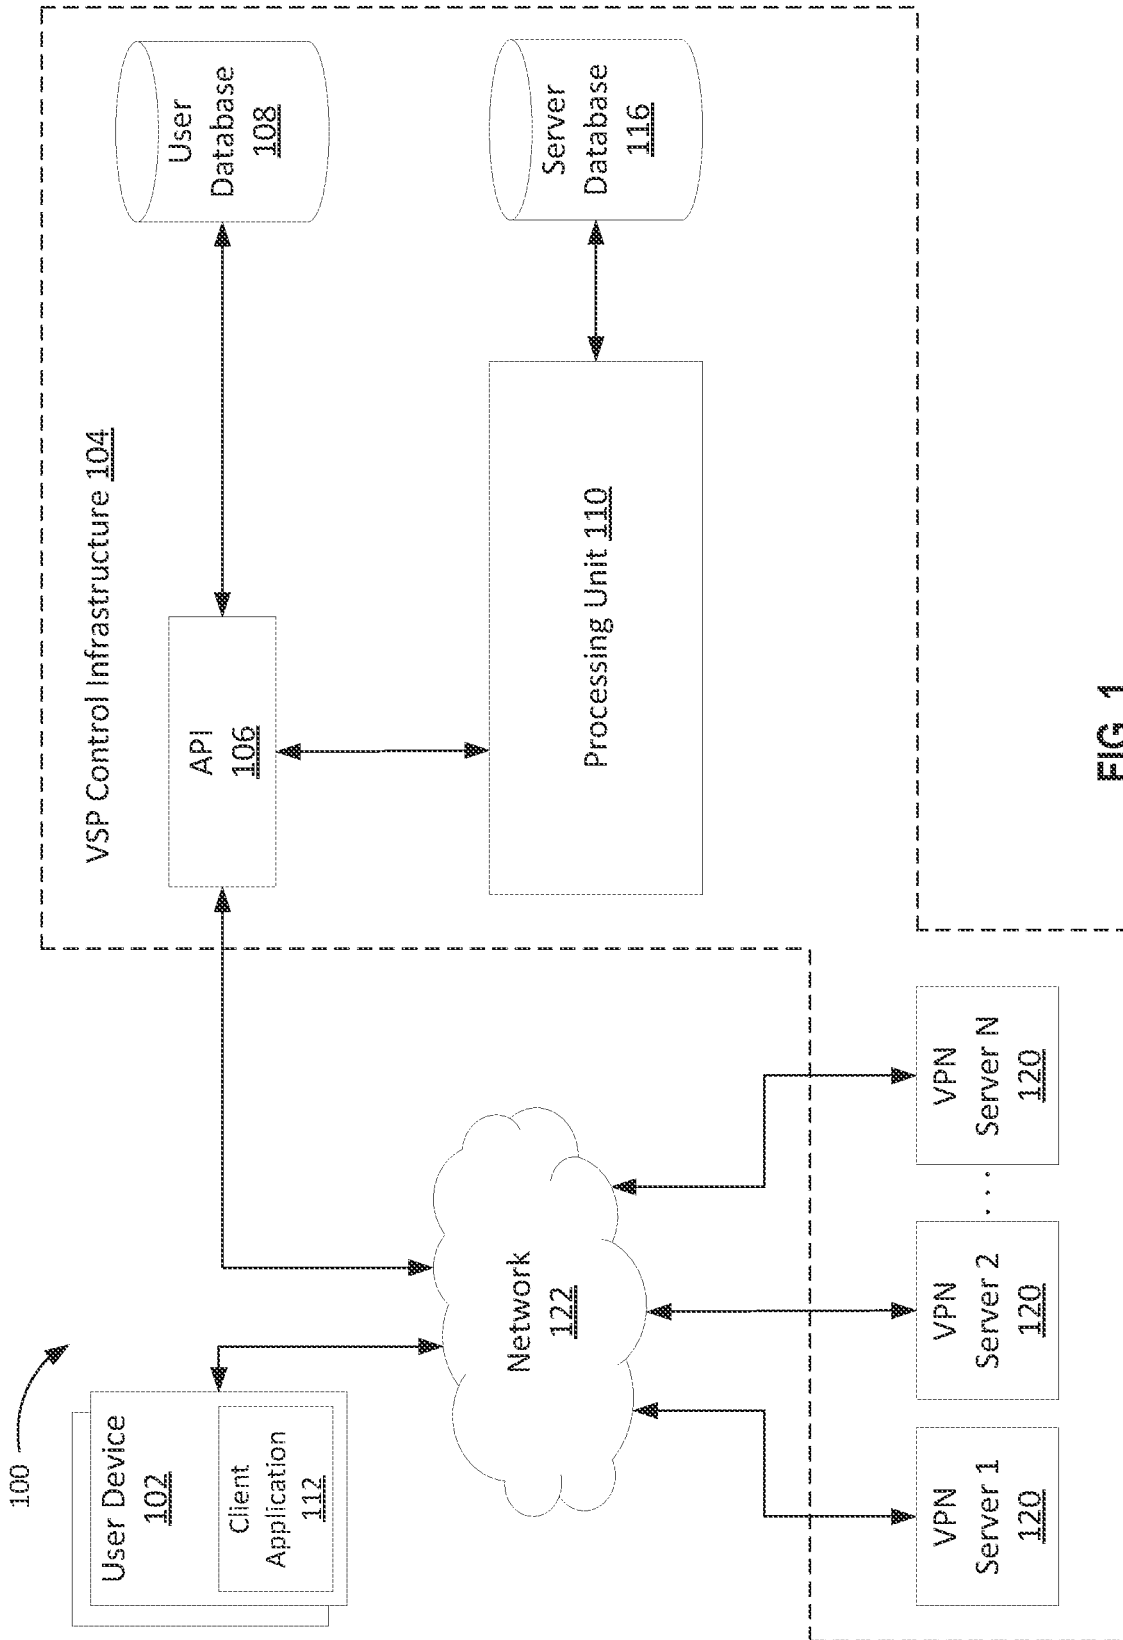 100
User Device
102
Client
Application
112
VSP Control Infrastructure 104
API
106
User
Database
108
Processing Unit 110
Server
Database
116
Network
122
VPN
Server 1
120
VPN
Server 2
120
. . .
VPN
Server N
120
FIG. 1